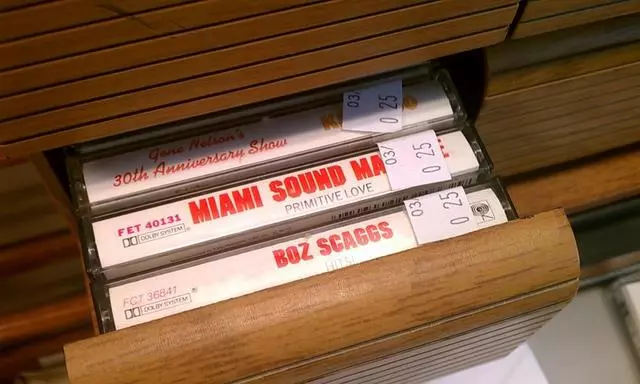 Gene Nelson's
30th Anniversary Show
03/
0 25
FET 40131
DOLBY SYSTEM
MIAMI SOUND MA
E
PRIMITIVE LOVE
03/
0 25
FCT 36841
DOLBY SYSTEM
BOZ SCAGGS
03
0 25